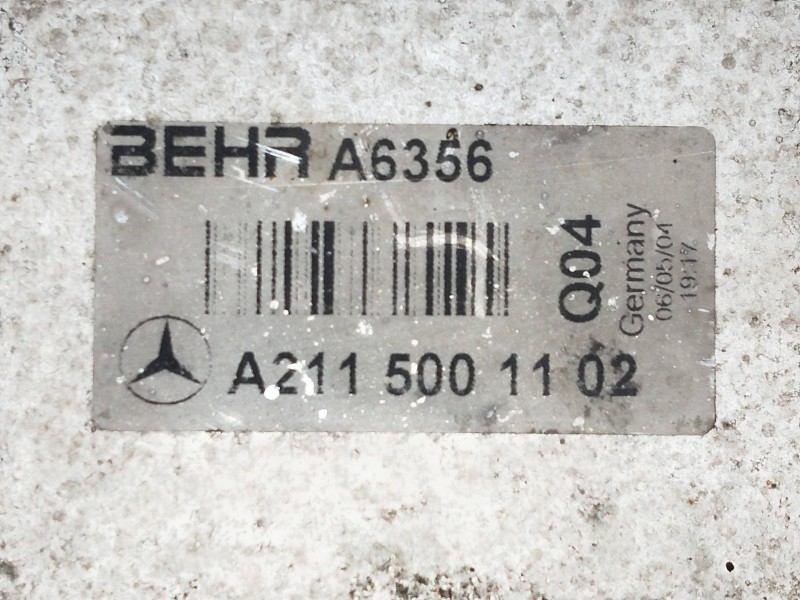 BEHR A6356
Q04
Germany
06/05/04
19:17
A211 500 11 02